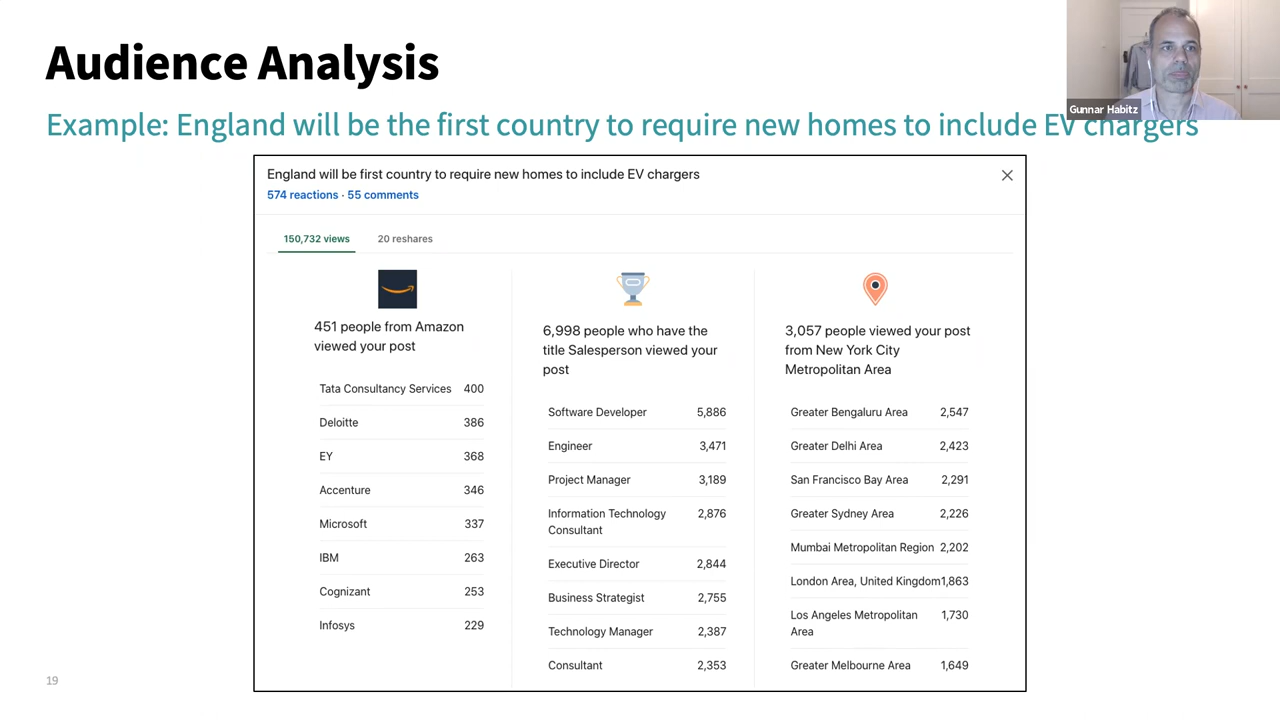 Audience Analysis
Gunnar Habitz
Example: England will be the first country to require new homes to include EV chargers
England will be first country to require new homes to include EV chargers
574 reactions · 55 comments
150,732 views
20 reshares
451 people from Amazon
viewed your post
Tata Consultancy Services 400
Deloitte 386
EY 368
Accenture 346
Microsoft 337
IBM 263
Cognizant 253
Infosys 229
6,998 people who have the
title Salesperson viewed your
post
Software Developer 5,886
Engineer 3,471
Project Manager 3,189
Information Technology 2,876
Consultant
Executive Director 2,844
Business Strategist 2,755
Technology Manager 2,387
Consultant 2,353
3,057 people viewed your post
from New York City
Metropolitan Area
Greater Bengaluru Area 2,547
Greater Delhi Area 2,423
San Francisco Bay Area 2,291
Greater Sydney Area 2,226
Mumbai Metropolitan Region 2,202
London Area, United Kingdom 1,863
Los Angeles Metropolitan 1,730
Area
Greater Melbourne Area 1,649
19